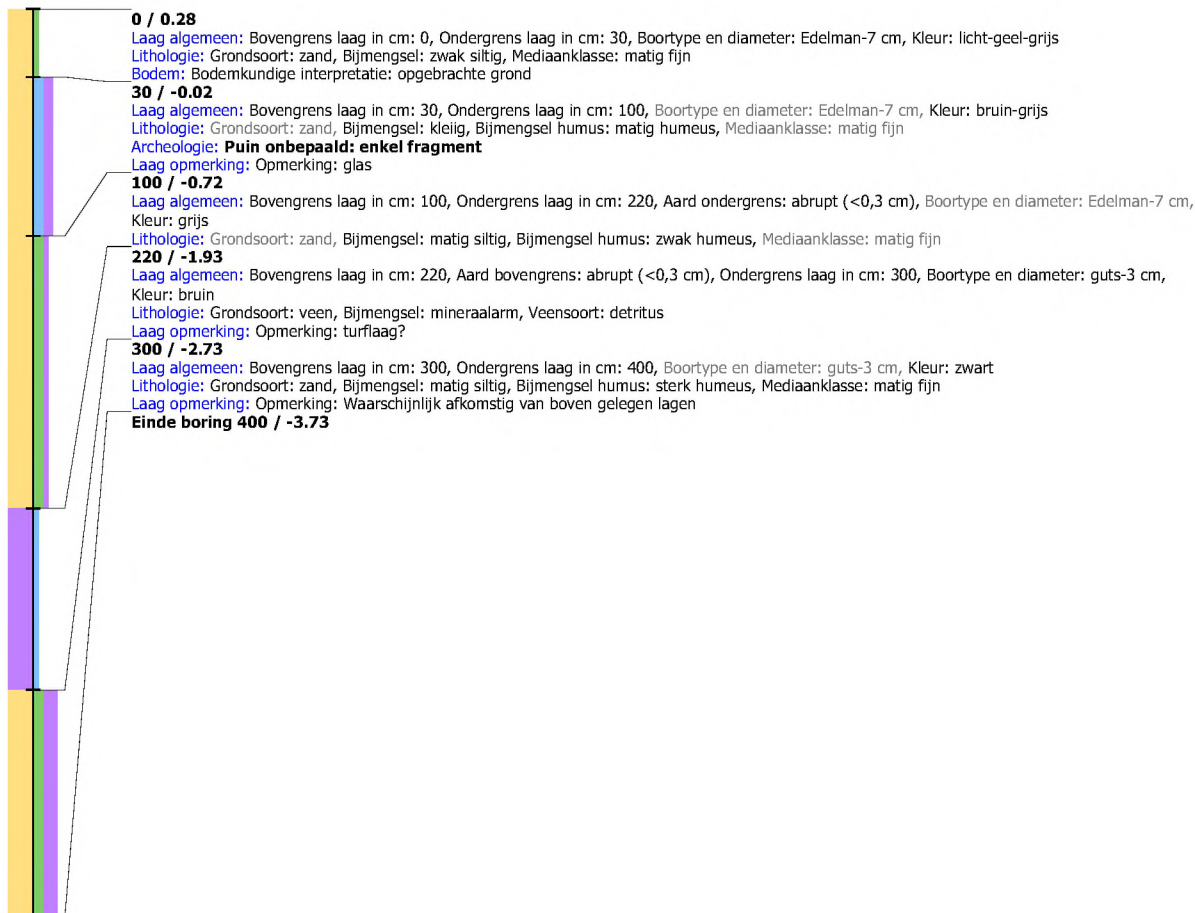 0 / 0.28
Laag algemeen: Bovengrens laag in cm: 0, Ondergrens laag in cm: 30, Boortype en diameter: Edelman-7 cm, Kleur: licht-geel-grijs
Lithologie: Grondsoort: zand, Bijmengsel: zwak siltig, Mediaanklasse: matig fijn
Bodem: Bodemkundige interpretatie: opgebrachte grond
30 / -0.02
Laag algemeen: Bovengrens laag in cm: 30, Ondergrens laag in cm: 100, Boortype en diameter: Edelman-7 cm, Kleur: bruin-grijs
Lithologie: Grondsoort: zand, Bijmengsel: kleiig, Bijmengsel humus: matig humeus, Mediaanklasse: matig fijn
Archeologie: Puin onbepaald: enkel fragment
Laag opmerking: Opmerking: glas
100 / -0.72
Laag algemeen: Bovengrens laag in cm: 100, Ondergrens laag in cm: 220, Aard ondergrens: abrupt (<0,3 cm), Boortype en diameter: Edelman-7 cm,
Kleur: grijs
Lithologie: Grondsoort: zand, Bijmengsel: matig siltig, Bijmengsel humus: zwak humeus, Mediaanklasse: matig fijn
220 / -1.93
Laag algemeen: Bovengrens laag in cm: 220, Aard bovengrens: abrupt (<0,3 cm), Ondergrens laag in cm: 300, Boortype en diameter: guts-3 cm,
Kleur: bruin
Lithologie: Grondsoort: veen, Bijmengsel: mineraalarm, Veensoort: detritus
Laag opmerking: Opmerking: turflaag?
300 / -2.73
Laag algemeen: Bovengrens laag in cm: 300, Ondergrens laag in cm: 400, Boortype en diameter: guts-3 cm, Kleur: zwart
Lithologie: Grondsoort: zand, Bijmengsel: matig siltig, Bijmengsel humus: sterk humeus, Mediaanklasse: matig fijn
Laag opmerking: Opmerking: Waarschijnlijk afkomstig van boven gelegen lagen
Einde boring 400 / -3.73